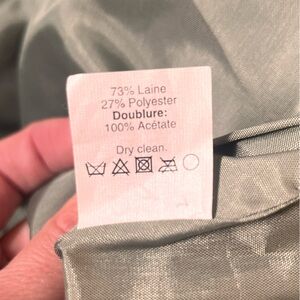 73% Laine
27% Polyester
Doublure:
100% Acétate
Dry clean.